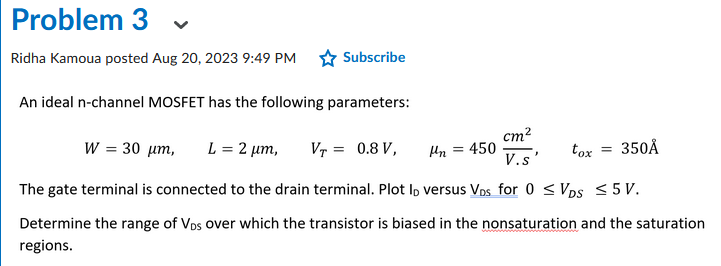 Problem 3
Ridha Kamoua posted Aug 20, 2023 9:49 PM Subscribe
An ideal n-channel MOSFET has the following parameters:
W = 30 μm, L = 2 μm, V_T = 0.8 V, μ_n = 450 cm²/V.s, t_ox = 350Å
The gate terminal is connected to the drain terminal. Plot I_D versus V_DS for 0 ≤ V_DS ≤ 5 V.
Determine the range of V_DS over which the transistor is biased in the nonsaturation and the saturation
regions.